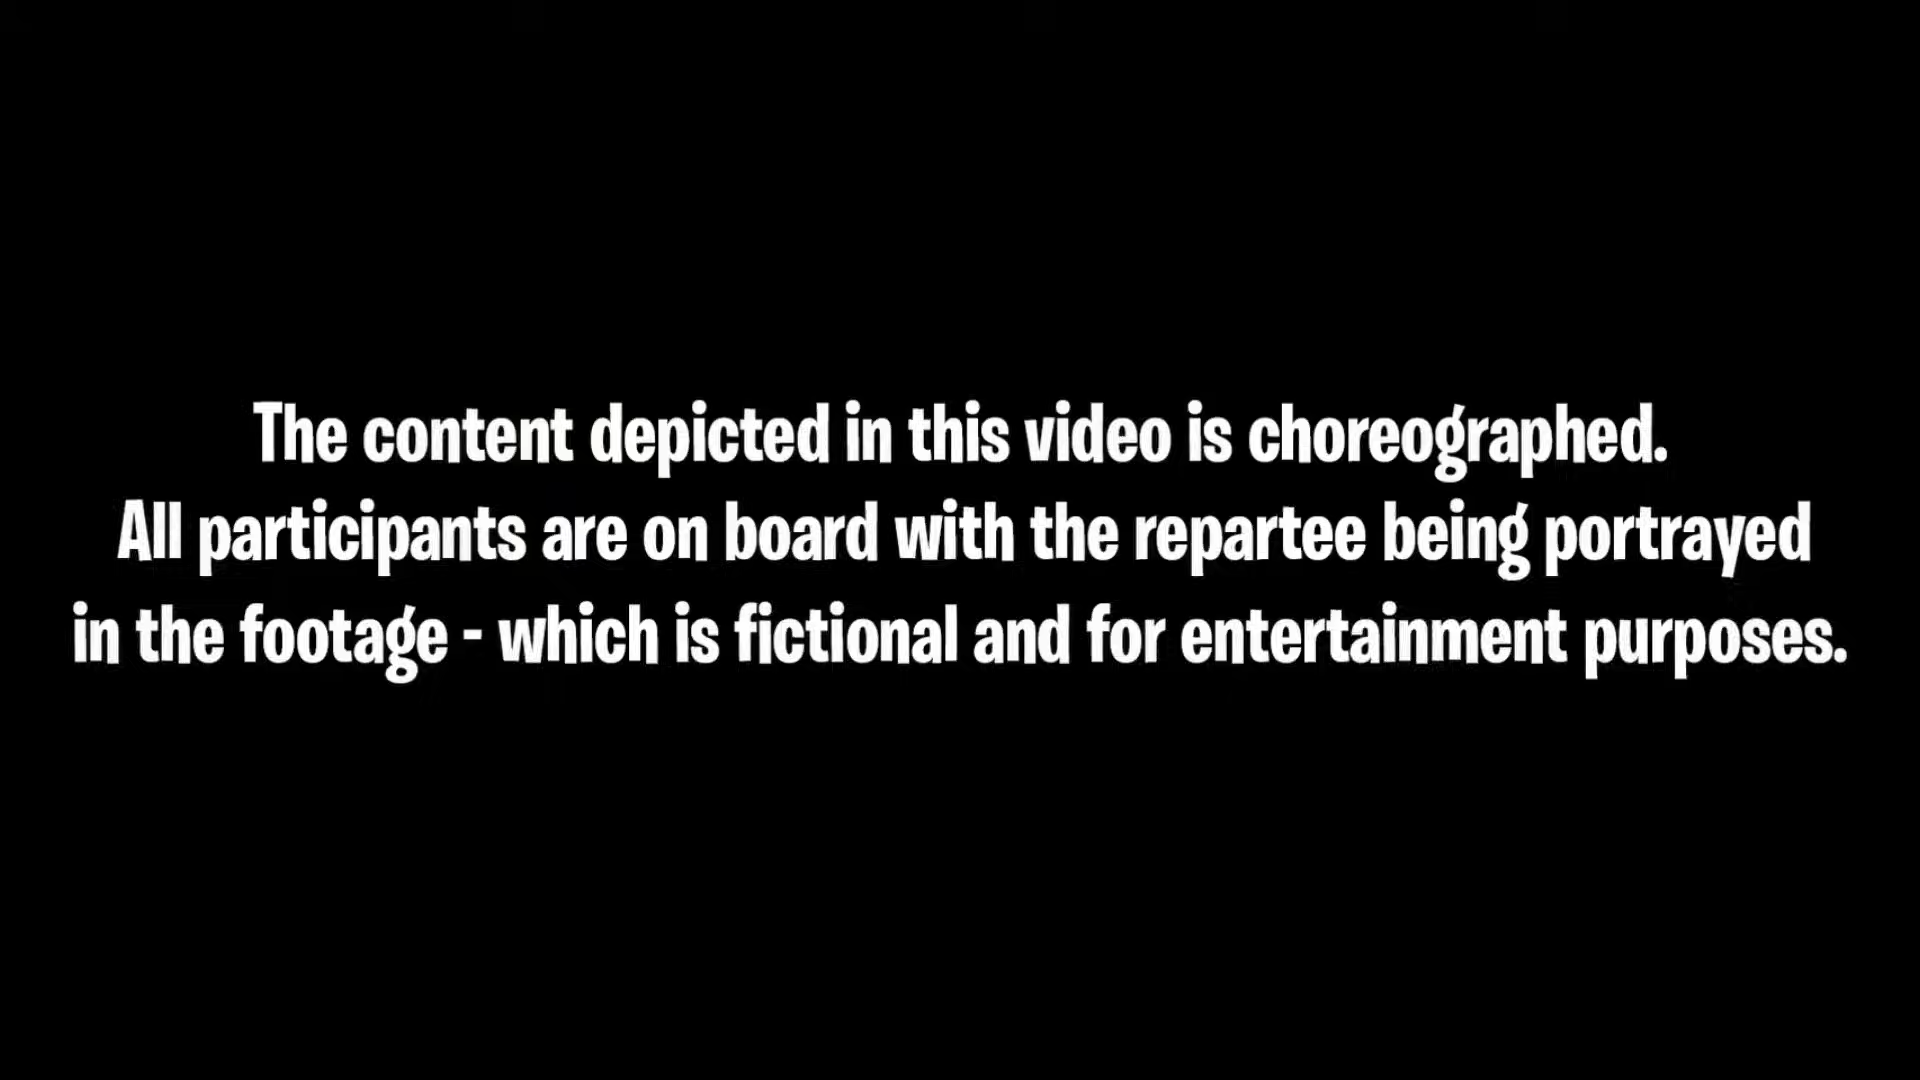 The content depicted in this video is choreographed.
All participants are on board with the repartee being portrayed
in the footage - which is fictional and for entertainment purposes.